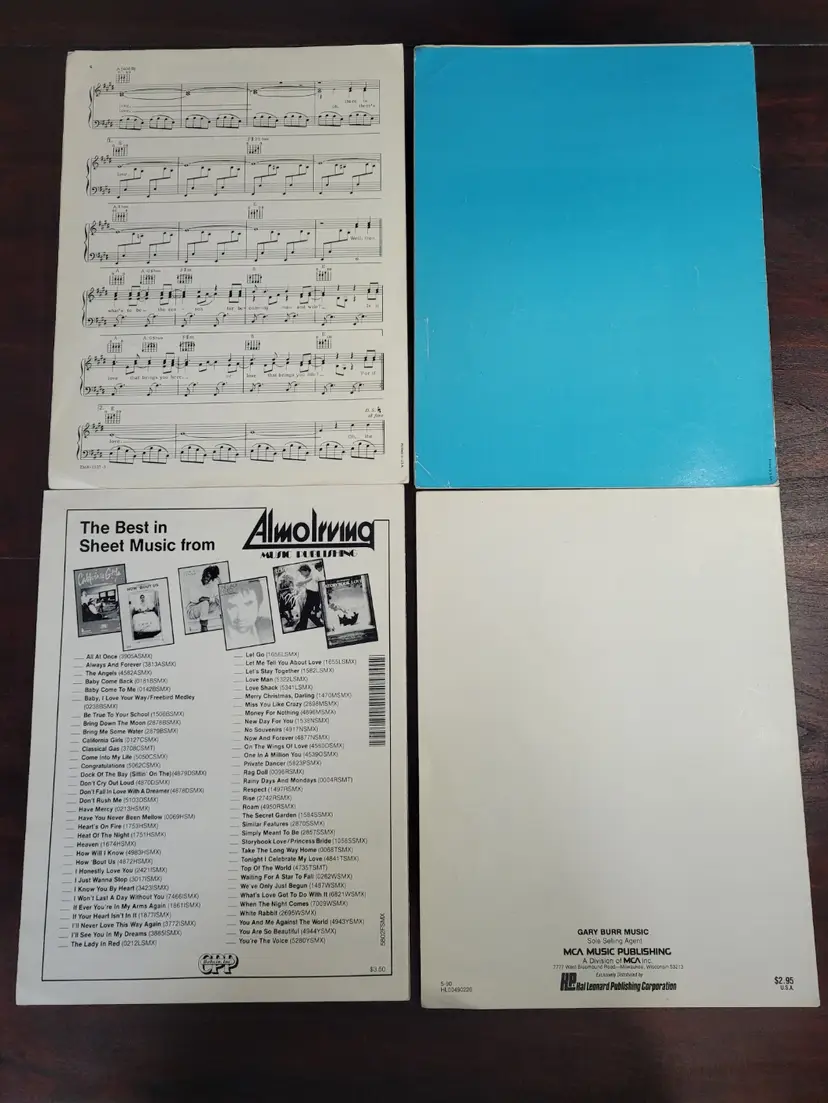 The Best in
Sheet Music from
AlmoIrving
MUSIC PUBLISHING
All At Once (3905ASMX)
Always And Forever (3813ASMX)
The Angels (4582ASMX)
Baby Come Back (0181BSMX)
Baby Come To Me (0142BSMX)
Baby, I Love Your Way/Freebird Medley
(0238BSMX)
Be True To Your School (1506BSMX)
Bring Down The Moon (2878BSMX)
Bring Me Some Water (2879BSMX)
California Girls (0127CSMX)
Classical Gas (3708CSMT)
Come Into My Life (5050CSMX)
Congratulations (5062CSMX)
Dock Of The Bay (Sittin' On The) (4678DSMX)
Don't Cry Out Loud (4970DSMX)
Don't Fall In Love With A Dreamer (4878DSMX)
Don't Rush Me (5103DSMX)
Have Mercy (0213HSMX)
Have You Never Been Mellow (0069HSM)
Heart's On Fire (1753HSMX)
Heat Of The Night (1751HSMX)
Heaven (1674HSMX)
How Will I Know (4983HSMX)
How 'Bout Us (4872HSMX)
I Honestly Love You (2421ISMX)
I Just Wanna Stop (3017ISMX)
I Know You By Heart (3423ISMX)
I Won't Last A Day Without You (7466ISMX)
If Ever You're In My Arms Again (1861ISMX)
If Your Heart Isn't In It (1877ISMX)
I'll Never Love This Way Again (3772ISMX)
I'll See You In My Dreams (3885ISMX)
The Lady In Red (0212LSMX)
Let Go (1656LSMX)
Let Me Tell You About Love (1655LSMX)
Let's Stay Together (1582LSMX)
Love Man (1322LSMX)
Love Shack (5341LSMX)
Merry Christmas, Darling (1470MSMX)
Miss You Like Crazy (2898MSMX)
Money For Nothing (4896MSMX)
New Day For You (1538NSMX)
No Souvenirs (4917NSMX)
Now And Forever (4877NSMX)
On The Wings Of Love (4560OSMX)
One In A Million You (4539OSMX)
Private Dancer (5623PSMX)
Rag Doll (0096RSMX)
Rainy Days And Mondays (0004RSMT)
Respect (1497RSMX)
Rise (2742RSMX)
Roam (4950RSMX)
The Secret Garden (1584SSMX)
Similar Features (2870SSMX)
Simply Meant To Be (2857SSMX)
Storybook Love/Princess Bride (1058SSMX)
Take The Long Way Home (0068TSMX)
Tonight I Celebrate My Love (4841TSMX)
Top Of The World (4735TSMT)
Waiting For A Star To Fall (0262WSMX)
We've Only Just Begun (1487WSMX)
What's Love Got To Do With It (6821WSMX)
When The Night Comes (7009WSMX)
White Rabbit (2695WSMX)
You And Me Against The World (4943YSMX)
You Are So Beautiful (4944YSMX)
You're The Voice (5280YSMX)
5802FSMX
CPP
$3.50
GARY BURR MUSIC
Sole Selling Agent
MCA MUSIC PUBLISHING
A Division of MCA Inc.
7777 West Bluemound Road—Milwaukee, Wisconsin 53213
Exclusively Distributed by
Hal Leonard Publishing Corporation
5-90
HL00490236
$2.95
U.S.A.